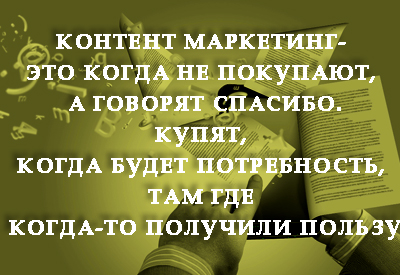 КОНТЕНТ МАРКЕТИНГ-
ЭТО КОГДА НЕ ПОКУПАЮТ,
А ГОВОРЯТ СПАСИБО.
КУПЯТ,
КОГДА БУДЕТ ПОТРЕБНОСТЬ,
ТАМ ГДЕ
КОГДА-ТО ПОЛУЧИЛИ ПОЛЬЗУ